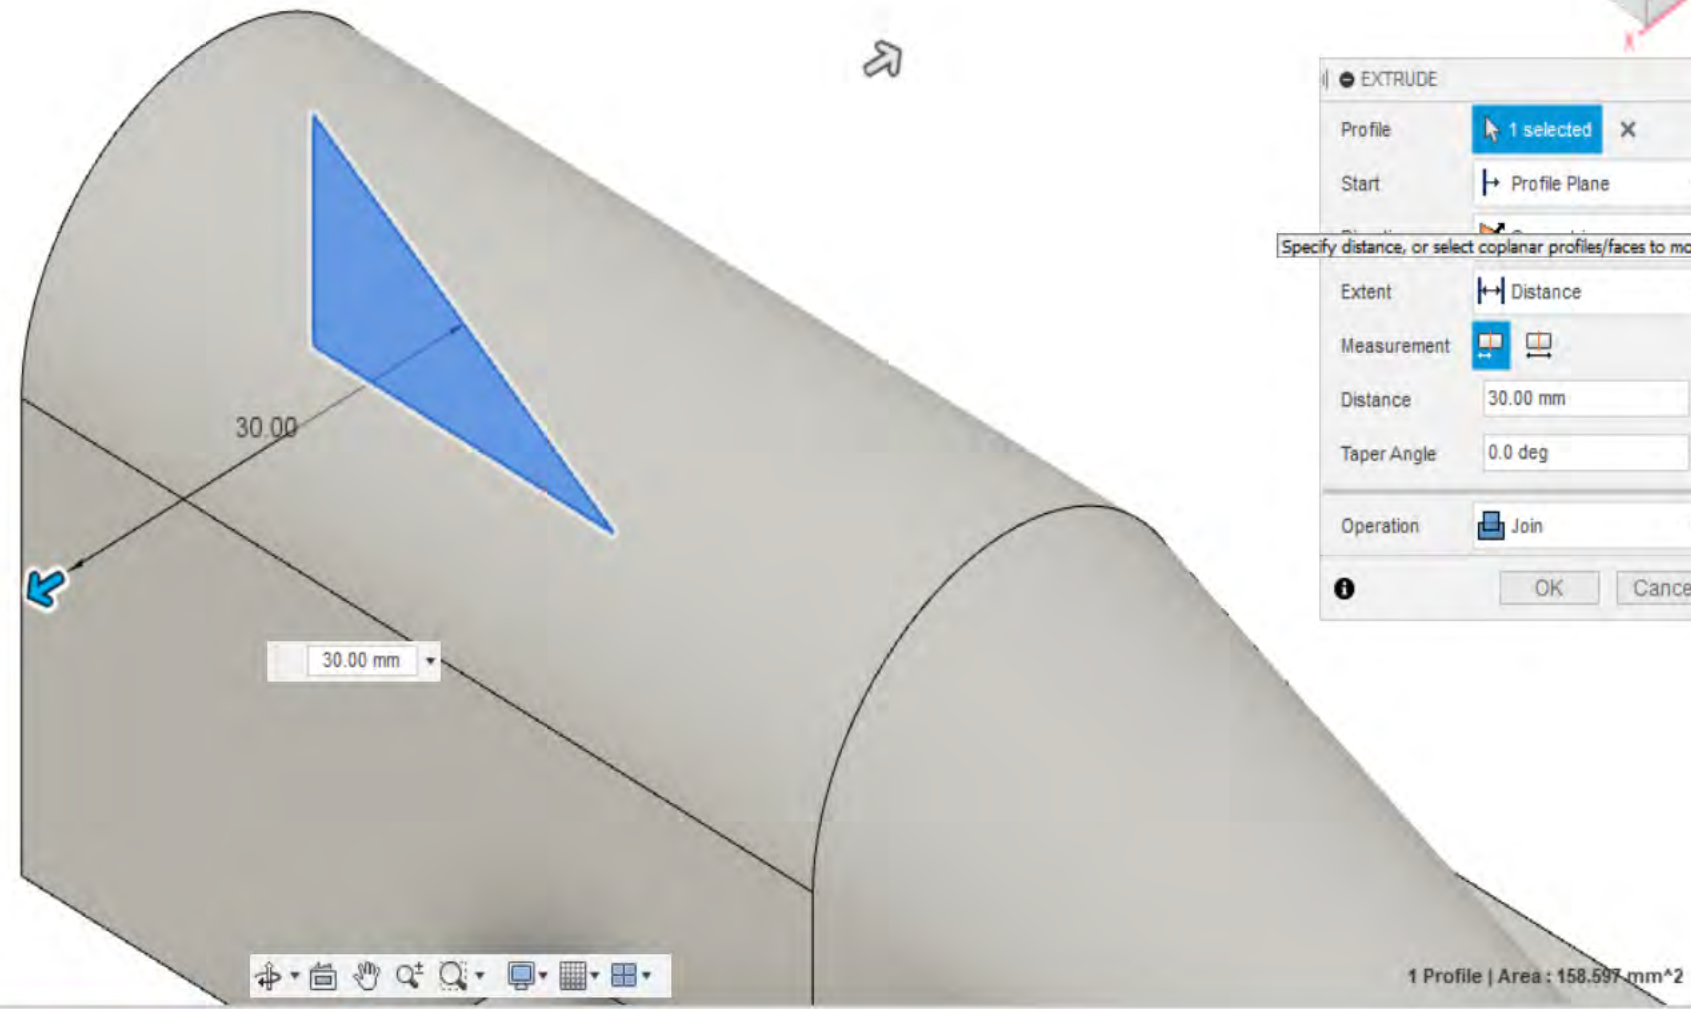 X
EXTRUDE
Profile
1 selected
Start
Profile Plane
Specify distance, or select coplanar profiles/faces to mo
Extent
Distance
Measurement
Distance
30.00 mm
Taper Angle
0.0 deg
Operation
Join
OK
Cance
30.00
30.00 mm
1 Profile | Area : 158.597 mm^2